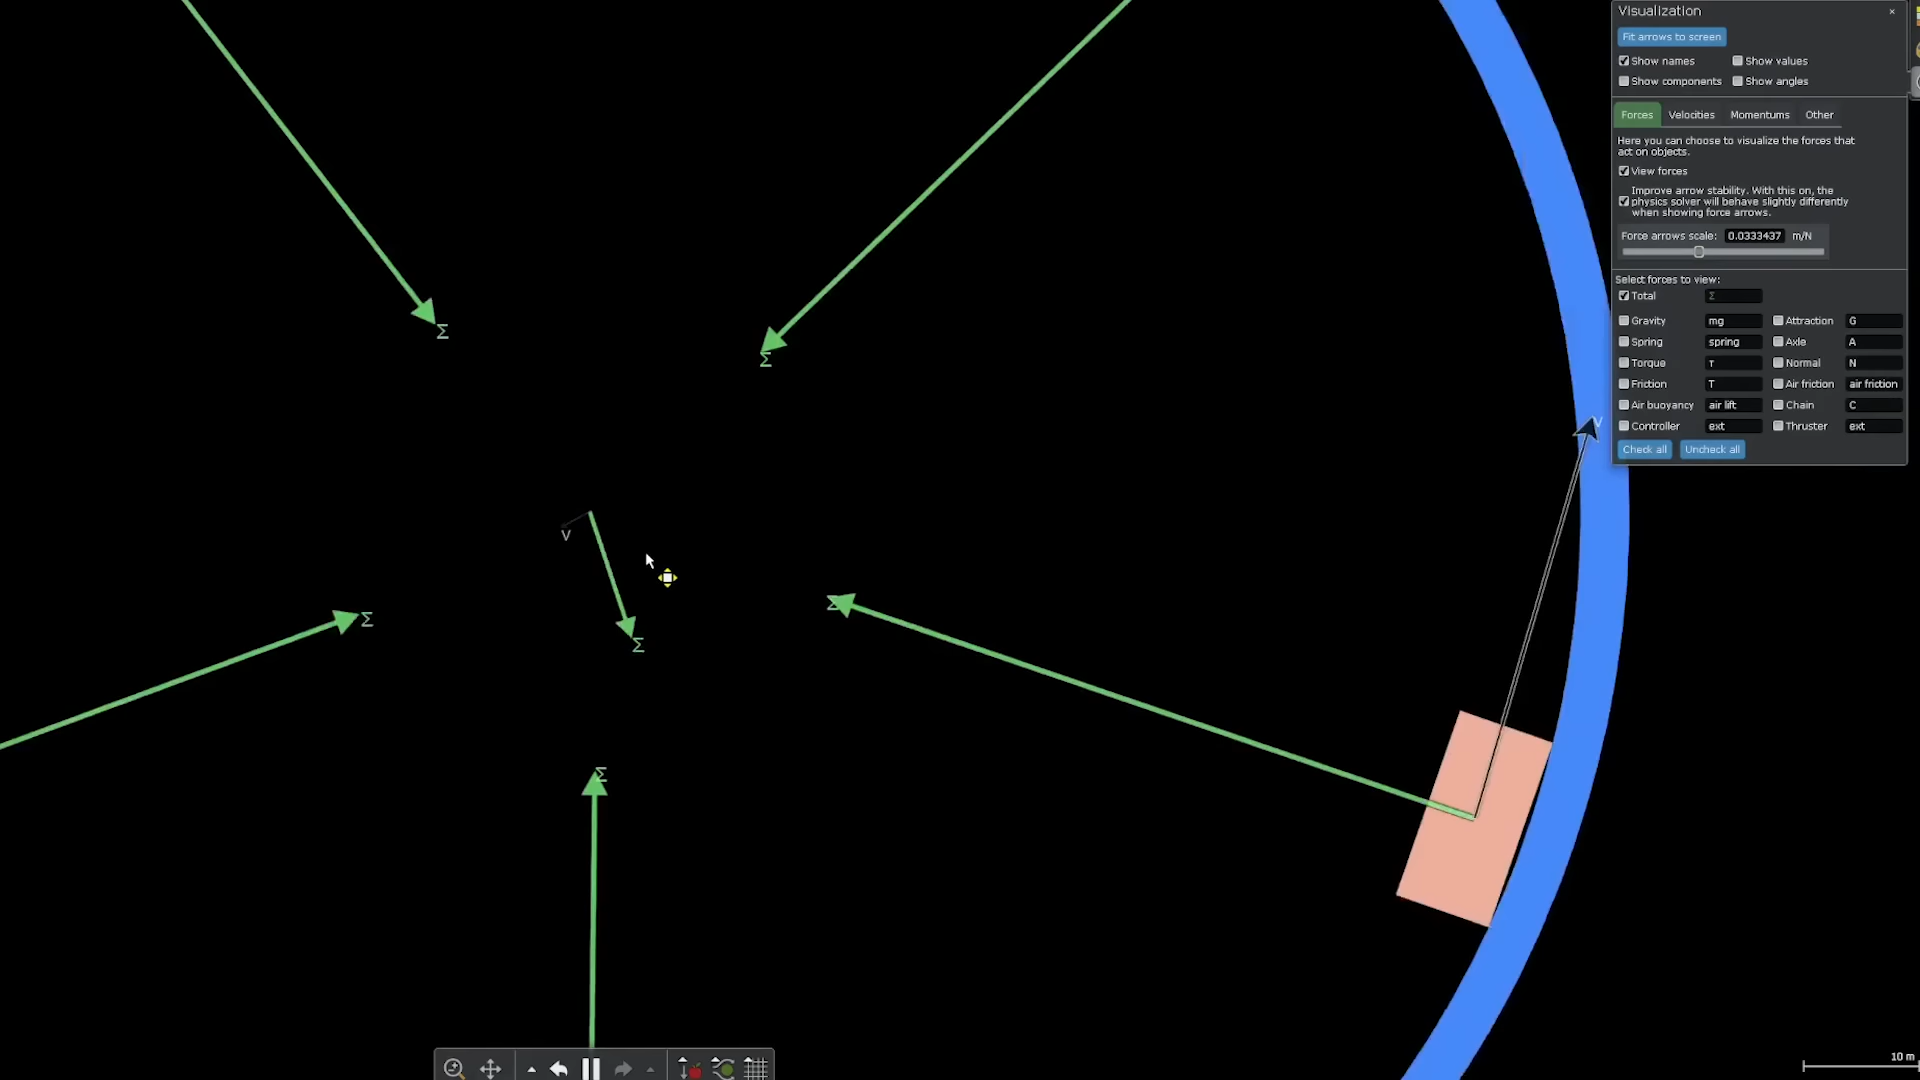 Visualization
Fit arrows to screen
Show names Show values
Show components Show angles
Forces Velocities Momentums Other
Here you can choose to visualize the forces that
act on objects.
View forces
Improve arrow stability. With this on, the
physics solver will behave slightly differently
when showing force arrows.
Force arrows scale: 0.0333437 m/N
Select forces to view:
Total Σ
Gravity mg Attraction G
Spring spring Axle A
Torque τ Normal N
Friction T Air friction air friction
Air buoyancy air lift Chain C
Controller ext Thruster ext
Check all Uncheck all
Σ
Σ
V
V
Σ
Σ
Σ
Σ
10 m